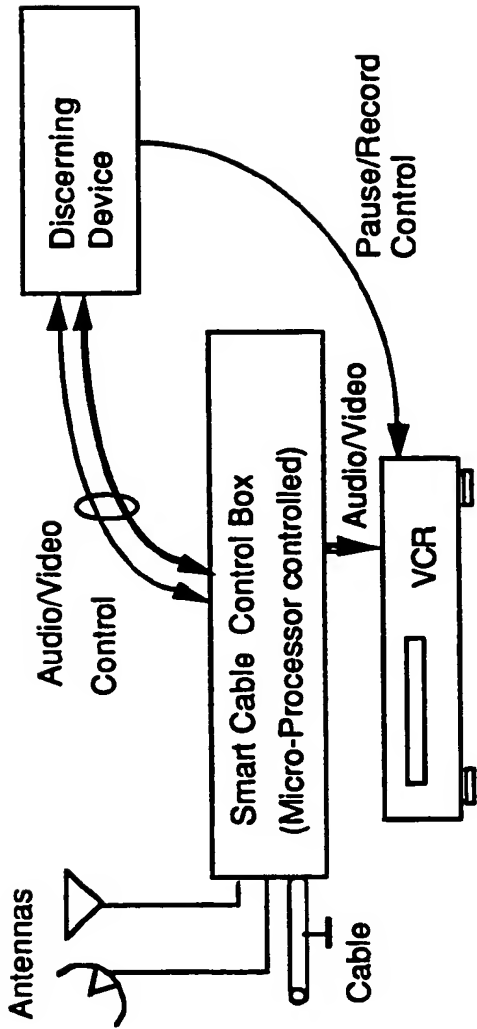 Antennas
Audio/Video
Control
Discerning
Device
Smart Cable Control Box
(Micro-Processor controlled)
Cable
Audio/Video
Pause/Record
Control
VCR